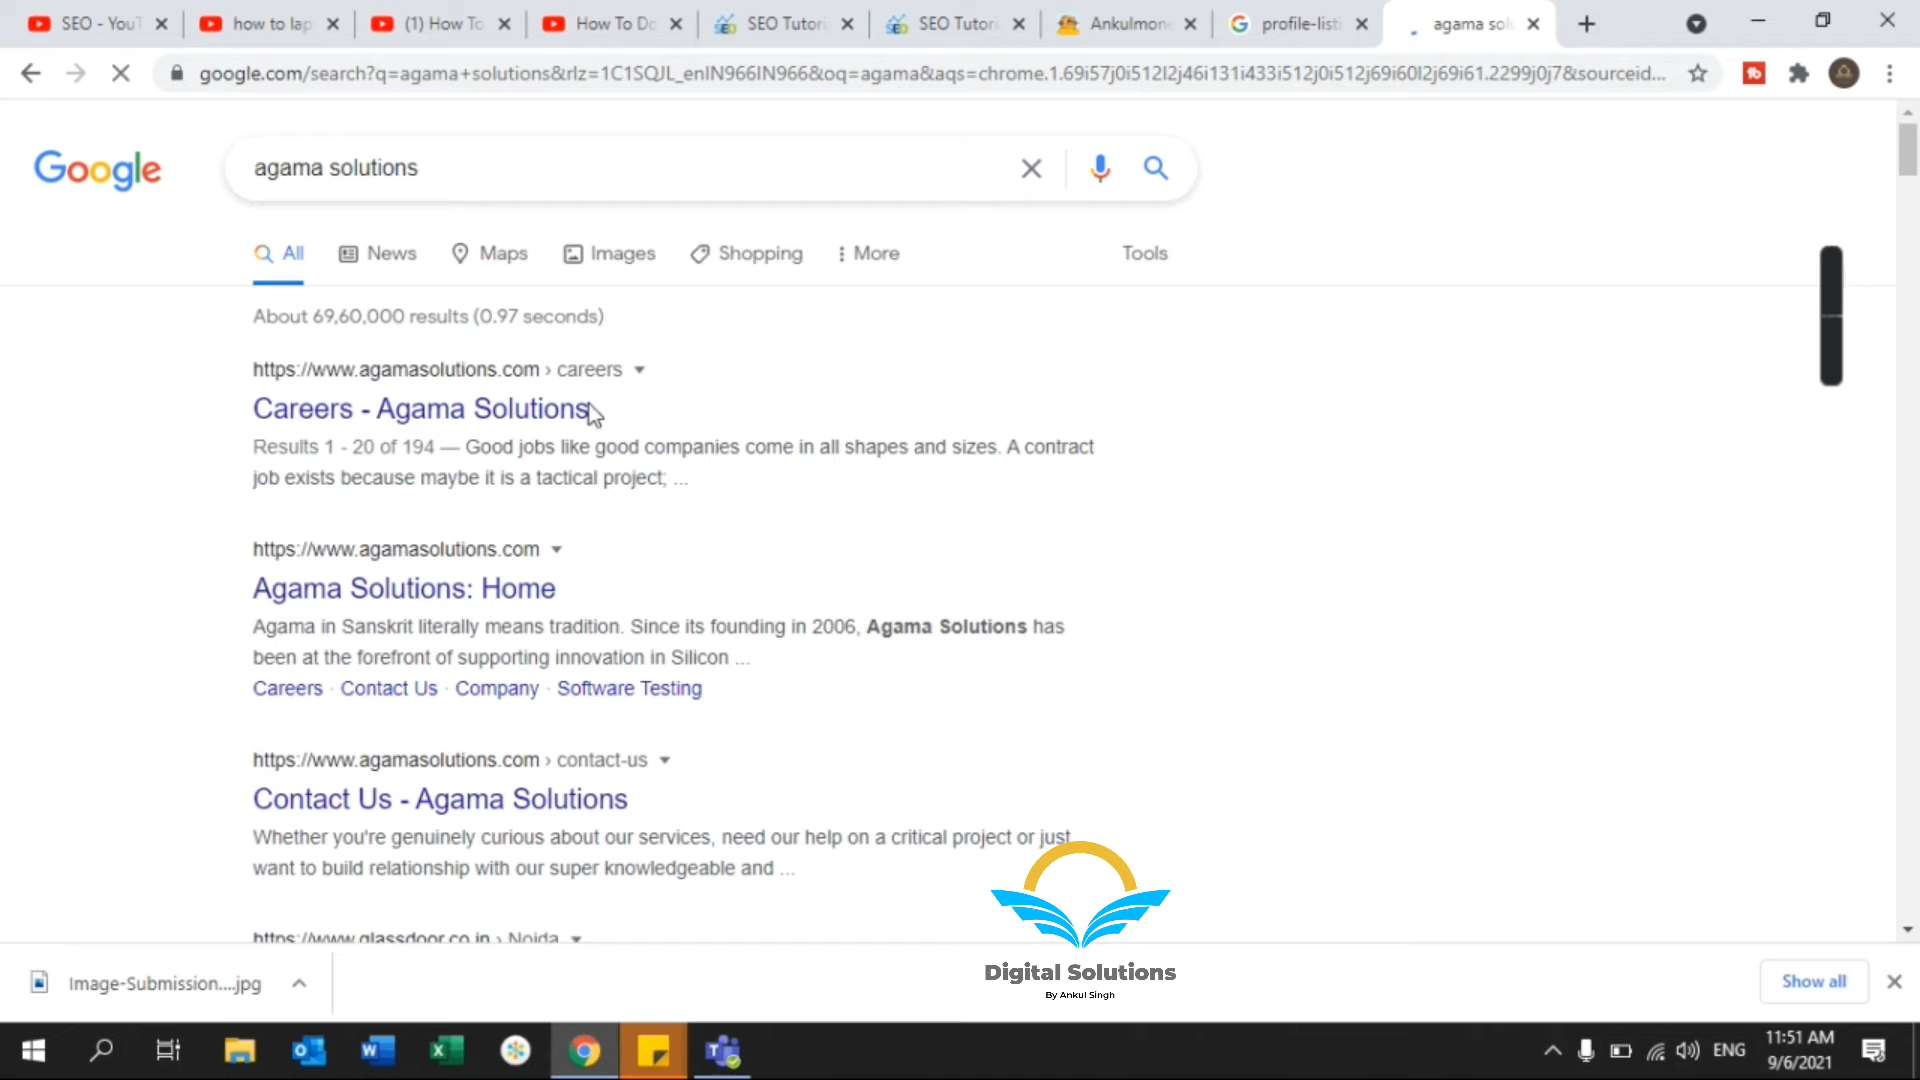 SEO - YouT
how to lap
(1) How To
How To Do
SEO Tutori
SEO Tutori
Ankulmone
profile-listi
agama sol
google.com/search?q=agama+solutions&rlz=1C1SQJL_enIN966IN966&oq=agama&aqs=chrome.1.69i57j0i512l2j46i131i433i512j0i512j69i60l2j69i61.2299j0j7&sourceid...
Google
agama solutions
All
News
Maps
Images
Shopping
More
Tools
About 69,60,000 results (0.97 seconds)
https://www.agamasolutions.com › careers
Careers - Agama Solutions
Results 1 - 20 of 194 — Good jobs like good companies come in all shapes and sizes. A contract
job exists because maybe it is a tactical project; ...
https://www.agamasolutions.com
Agama Solutions: Home
Agama in Sanskrit literally means tradition. Since its founding in 2006, Agama Solutions has
been at the forefront of supporting innovation in Silicon ...
Careers · Contact Us · Company · Software Testing
https://www.agamasolutions.com › contact-us
Contact Us - Agama Solutions
Whether you're genuinely curious about our services, need our help on a critical project or just
want to build relationship with our super knowledgeable and ...
https://www.glassdoor.co.in › Noida
Digital Solutions
By Ankul Singh
Image-Submission....jpg
Show all
ENG
11:51 AM
9/6/2021